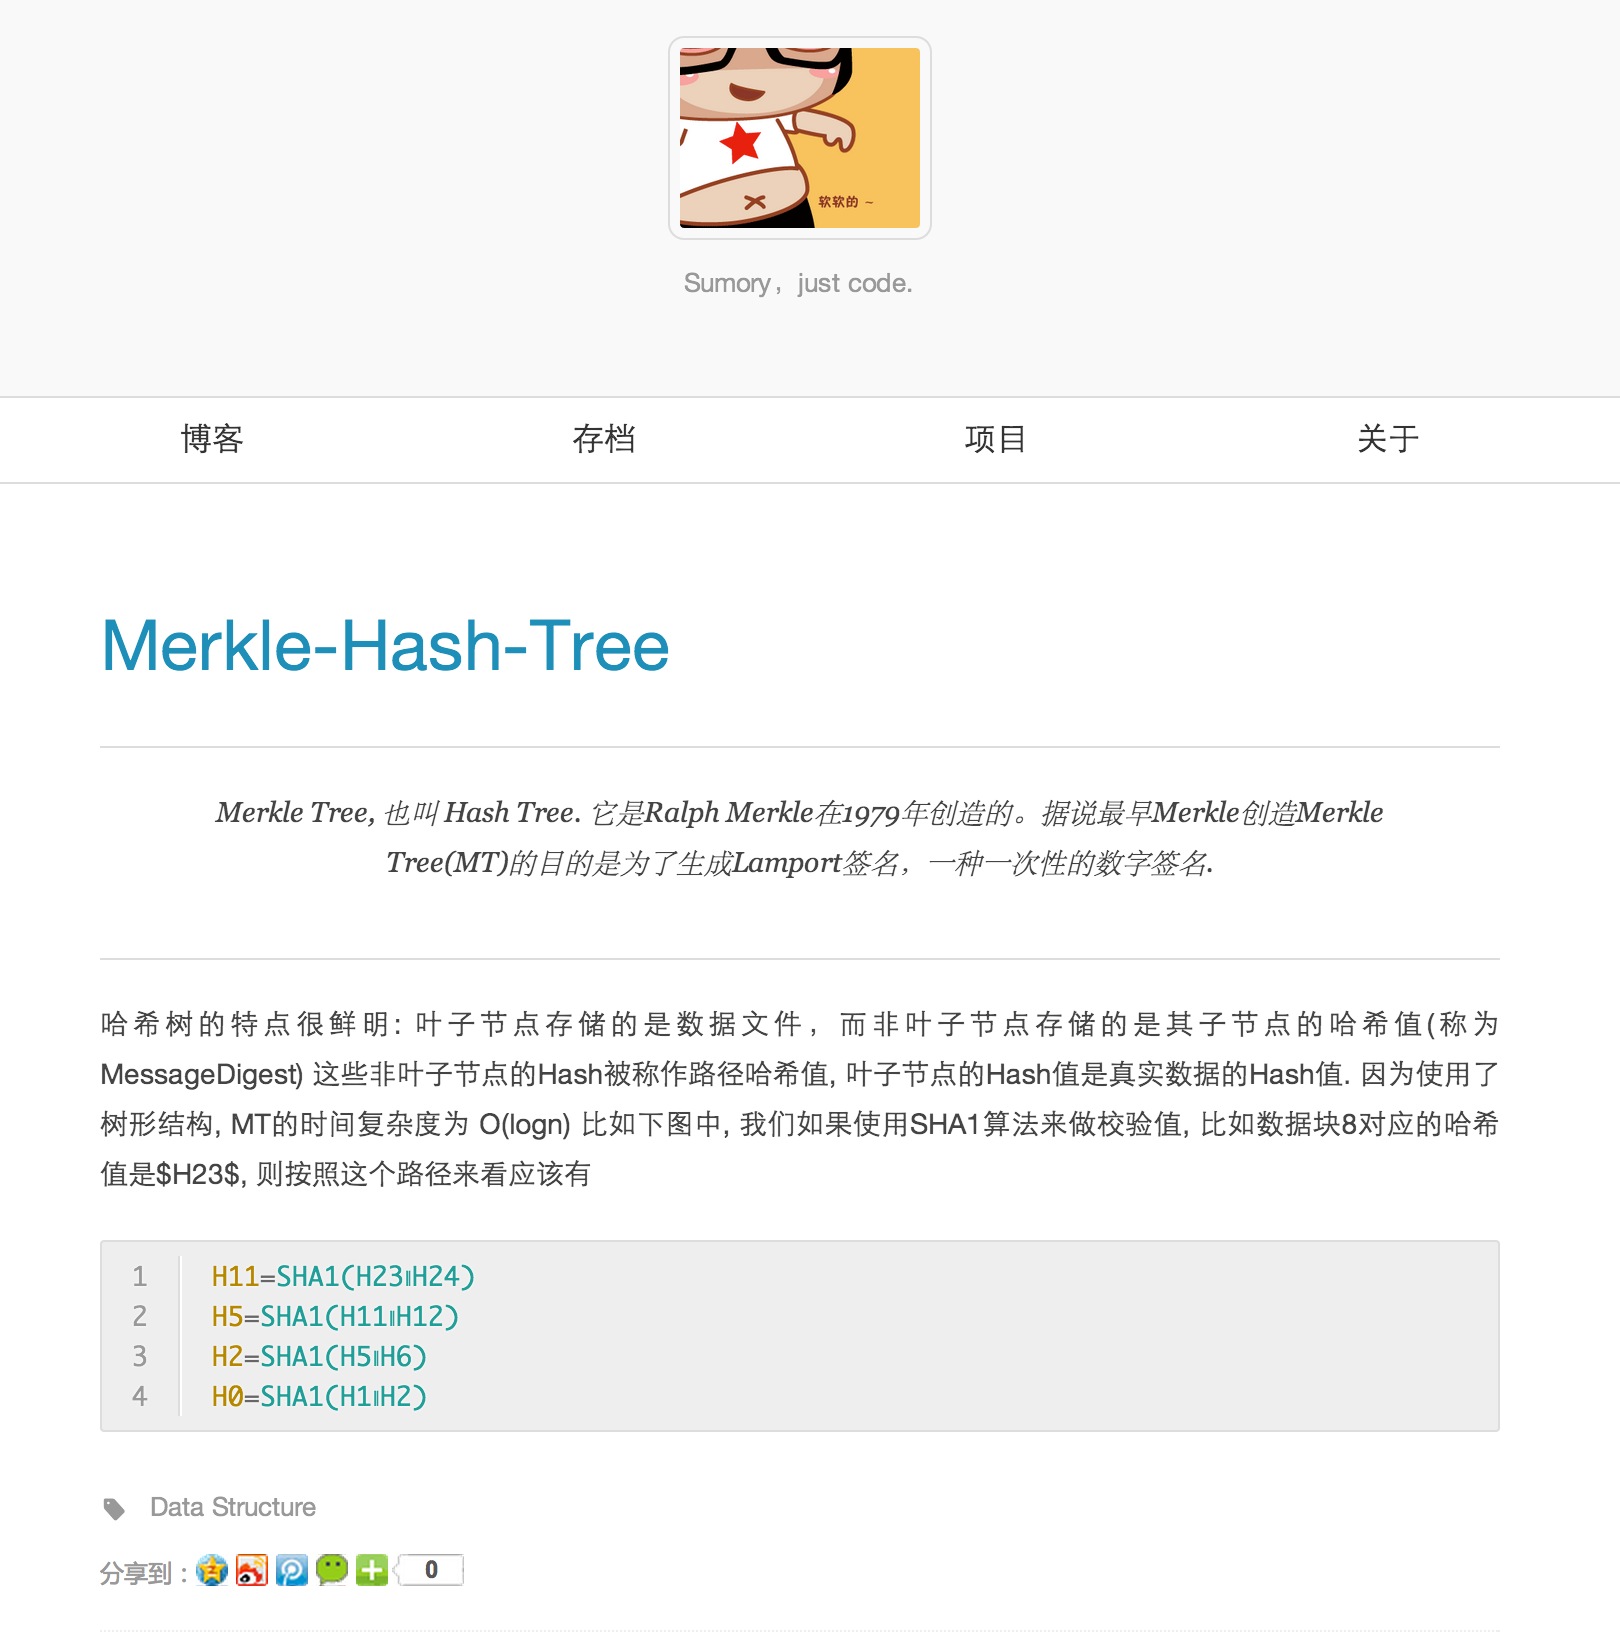 软软的 ~
Sumory，just code.
博客 存档 项目 关于
Merkle-Hash-Tree
Merkle Tree, 也叫 Hash Tree. 它是Ralph Merkle在1979年创造的。据说最早Merkle创造Merkle
Tree(MT)的目的是为了生成Lamport签名，一种一次性的数字签名.
哈希树的特点很鲜明: 叶子节点存储的是数据文件，而非叶子节点存储的是其子节点的哈希值(称为
MessageDigest) 这些非叶子节点的Hash被称作路径哈希值, 叶子节点的Hash值是真实数据的Hash值. 因为使用了
树形结构, MT的时间复杂度为 O(logn) 比如下图中, 我们如果使用SHA1算法来做校验值, 比如数据块8对应的哈希
值是$H23$, 则按照这个路径来看应该有
1 H11=SHA1(H23∥H24)
2 H5=SHA1(H11∥H12)
3 H2=SHA1(H5∥H6)
4 H0=SHA1(H1∥H2)
Data Structure
分享到： 0